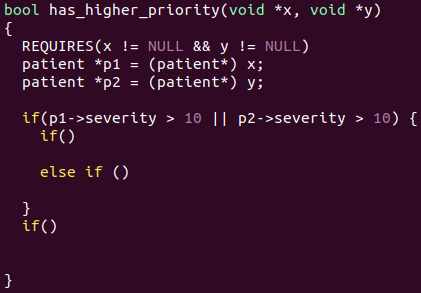 bool has_higher_priority(void *x, void *y)
{
  REQUIRES(x != NULL && y != NULL)
  patient *p1 = (patient*) x;
  patient *p2 = (patient*) y;

  if(p1->severity > 10 || p2->severity > 10) {
    if()

    else if ()

  }
  if()


}